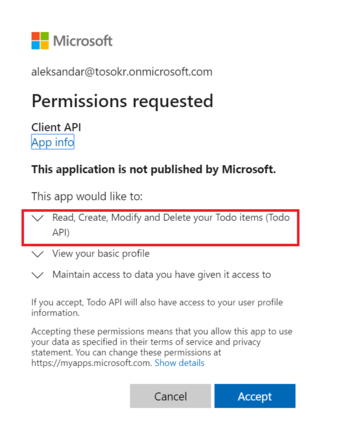 Microsoft
aleksandar@tosokr.onmicrosoft.com
Permissions requested
Client API
App info
This application is not published by Microsoft.
This app would like to:
Read, Create, Modify and Delete your Todo items (Todo
API)
View your basic profile
Maintain access to data you have given it access to
If you accept, Todo API will also have access to your user profile
information.
Accepting these permissions means that you allow this app to use
your data as specified in their terms of service and privacy
statement. You can change these permissions at
https://myapps.microsoft.com. Show details
Cancel
Accept